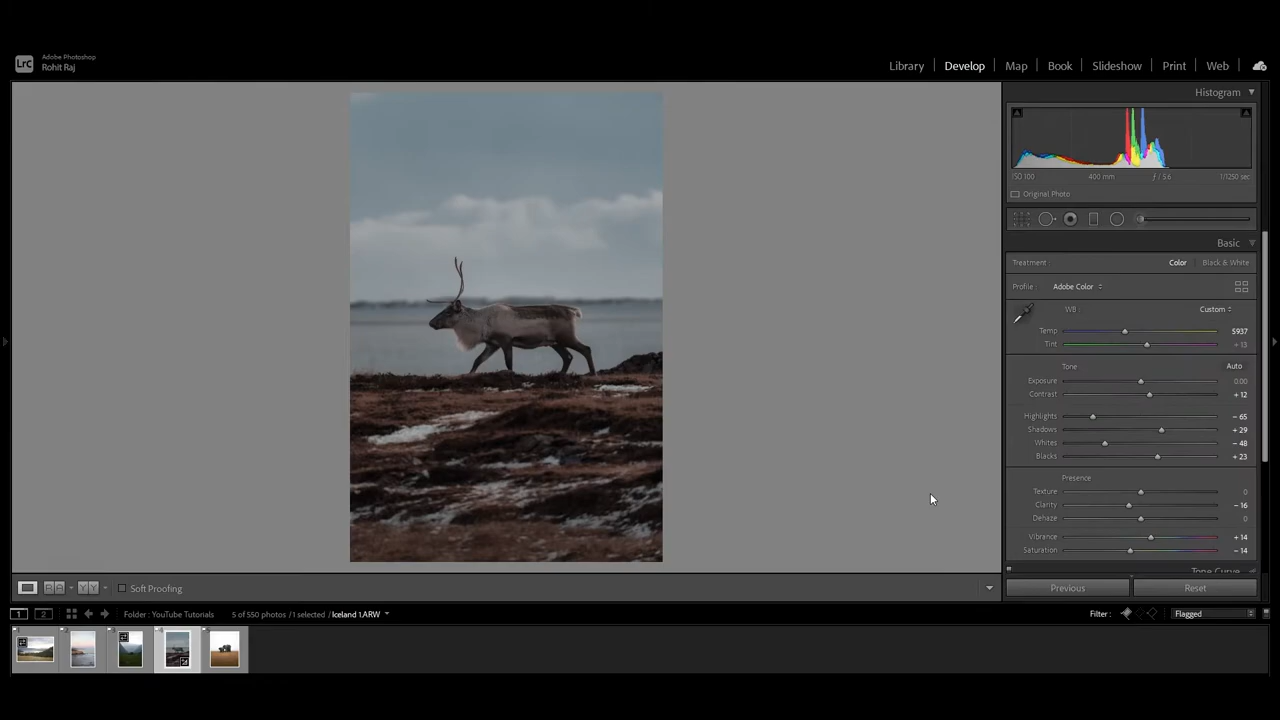 LrC
Adobe Photoshop
Rohit Raj
Library Develop Map Book Slideshow Print Web
Histogram
ISO 100 400 mm ƒ / 5.6 1/1250 sec
Original Photo
Basic
Treatment : Color Black & White
Profile : Adobe Color
WB : Custom
Temp 5937
Tint + 13
Tone Auto
Exposure 0.00
Contrast + 12
Highlights − 65
Shadows + 29
Whites − 48
Blacks + 23
Presence
Texture 0
Clarity − 16
Dehaze 0
Vibrance + 14
Saturation − 14
Tone Curve
Previous Reset
Soft Proofing
1 2 Folder : YouTube Tutorials 5 of 550 photos / 1 selected / Iceland 1.ARW Filter : Flagged